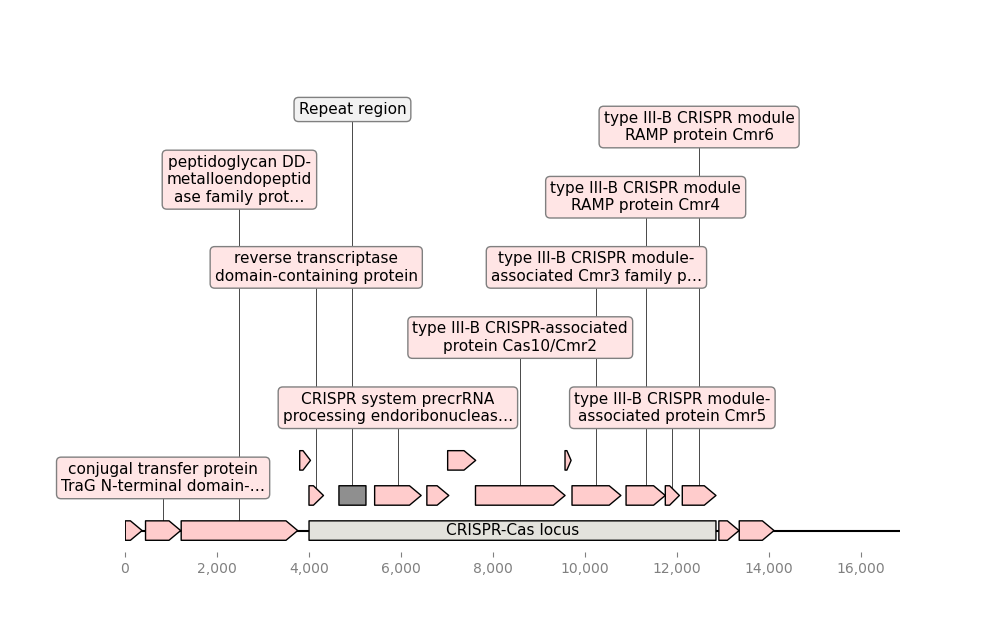 Repeat region
type III-B CRISPR module
RAMP protein Cmr6
peptidoglycan DD-
metalloendopeptid
ase family prot…
type III-B CRISPR module
RAMP protein Cmr4
reverse transcriptase
domain-containing protein
type III-B CRISPR module-
associated Cmr3 family p…
type III-B CRISPR-associated
protein Cas10/Cmr2
CRISPR system precrRNA
processing endoribonucleas…
type III-B CRISPR module-
associated protein Cmr5
conjugal transfer protein
TraG N-terminal domain-…
CRISPR-Cas locus
0 2,000 4,000 6,000 8,000 10,000 12,000 14,000 16,000